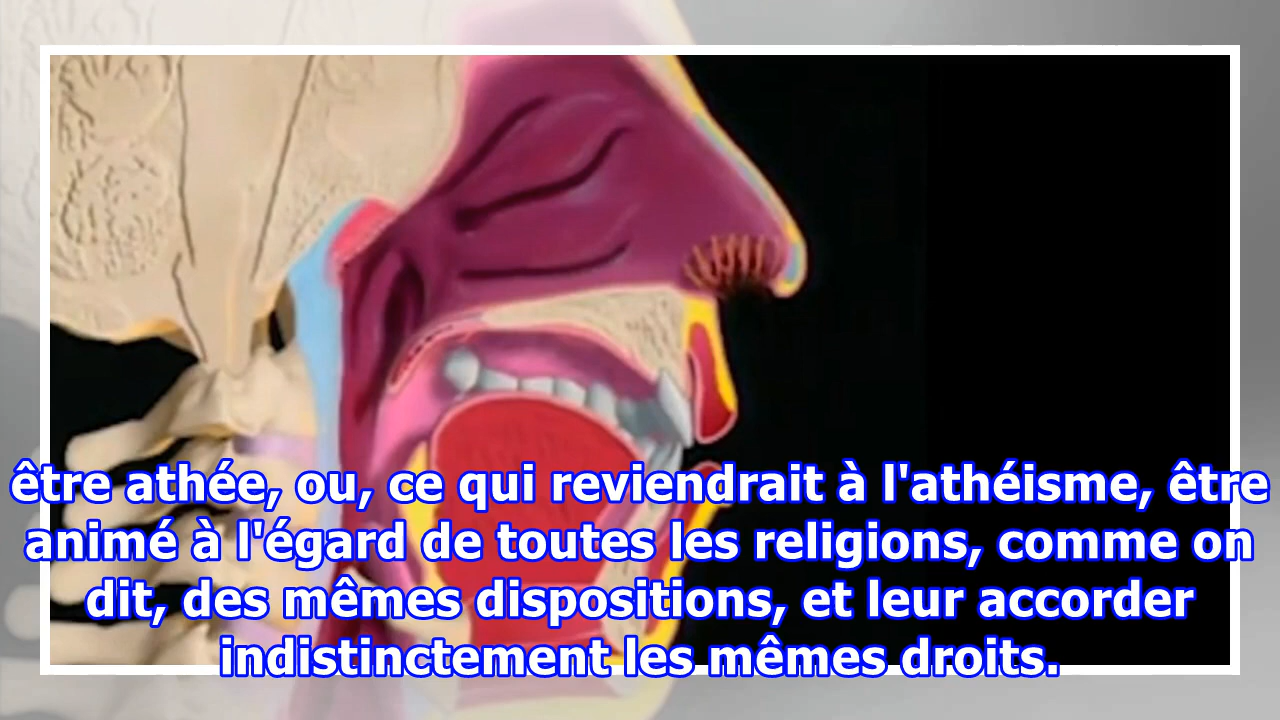 être athée, ou, ce qui reviendrait à l'athéisme, être
animé à l'égard de toutes les religions, comme on
dit, des mêmes dispositions, et leur accorder
indistinctement les mêmes droits.